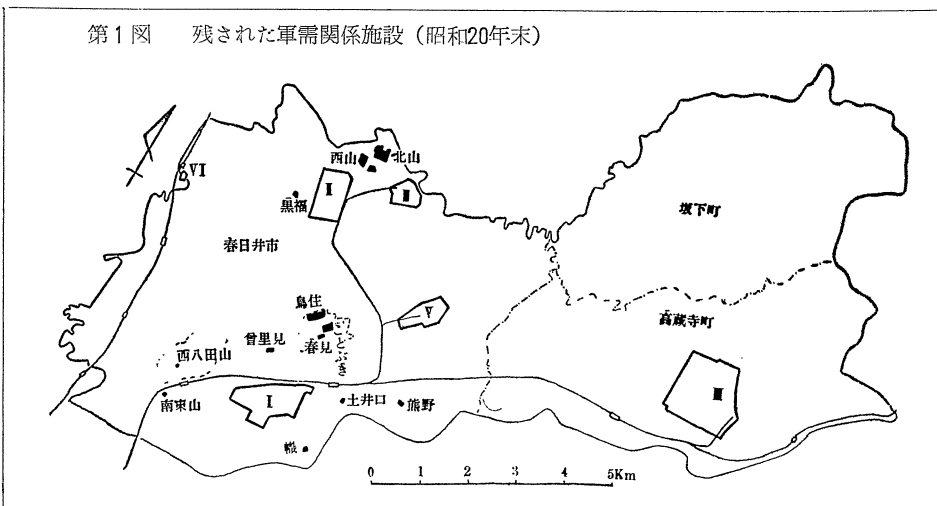 第1図 残された軍需関係施設（昭和20年末）
西山
北山
VI
黒福
坂下町
春日井市
鳥住
V
高蔵寺町
曾里見
春見
ことぶき
西八田山
南東山
I
土井口
熊野
0 1 2 3 4 5Km